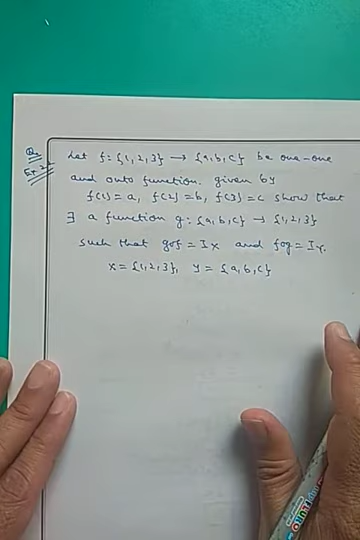 Q.
Ex. 22
Let f: {1, 2, 3} → {a, b, c} be one-one
and onto function given by
f(1) = a, f(2) = b, f(3) = c show that
∃ a function g: {a, b, c} → {1, 2, 3}
such that gof = Ix and fog = Iy,
x = {1, 2, 3}, y = {a, b, c}